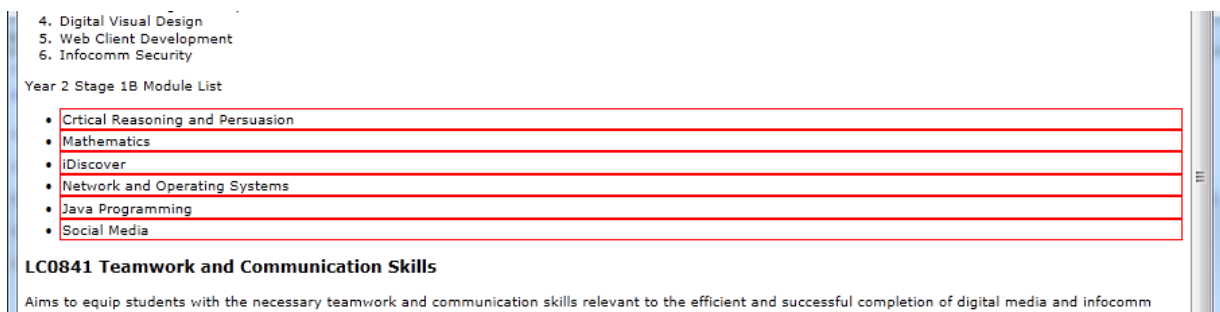 4. Digital Visual Design
5. Web Client Development
6. Infocomm Security
Year 2 Stage 1B Module List
• Crtical Reasoning and Persuasion
• Mathematics
• iDiscover
• Network and Operating Systems
• Java Programming
• Social Media
LC0841 Teamwork and Communication Skills
Aims to equip students with the necessary teamwork and communication skills relevant to the efficient and successful completion of digital media and infocomm